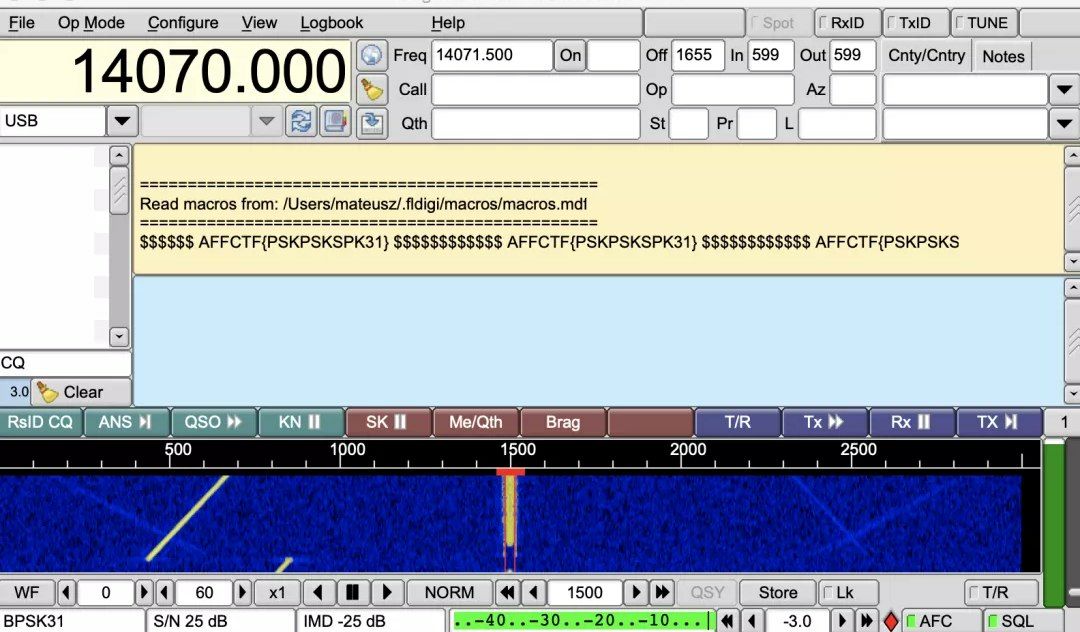 File Op Mode Configure View Logbook Help Spot RxID TxID TUNE
14070.000 Freq 14071.500 On Off 1655 In 599 Out 599 Cnty/Cntry Notes
Call Op Az
USB Qth St Pr L
================================================
Read macros from: /Users/mateusz/.fldigi/macros/macros.mdf
================================================
$$$$$$ AFFCTF{PSKPSKSPK31} $$$$$$$$$$$$ AFFCTF{PSKPSKSPK31} $$$$$$$$$$$$ AFFCTF{PSKPSKS
CQ
3.0 Clear
RsID CQ ANS QSO KN SK Me/Qth Brag T/R Tx Rx TX 1
500 1000 1500 2000 2500
WF 0 60 x1 NORM 1500 QSY Store Lk T/R
BPSK31 S/N 25 dB IMD -25 dB ..-40..-30..-20..-10...| -3.0 AFC SQL